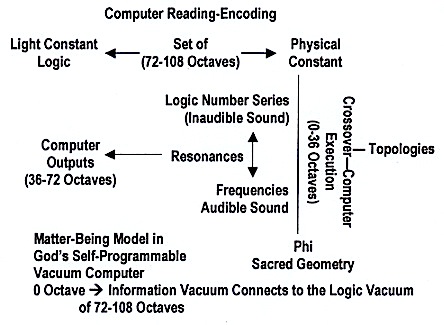 Computer Reading-Encoding
Light Constant
Logic
Set of
(72-108 Octaves)
Physical
Constant
Logic Number Series
(Inaudible Sound)
Crossover—Computer
Execution
(0-36 Octaves)
Topologies
Computer
Outputs
(36-72 Octaves)
Resonances
Frequencies
Audible Sound
Phi
Sacred Geometry
Matter-Being Model in
God's Self-Programmable
Vacuum Computer
0 Octave → Information Vacuum Connects to the Logic Vacuum
of 72-108 Octaves